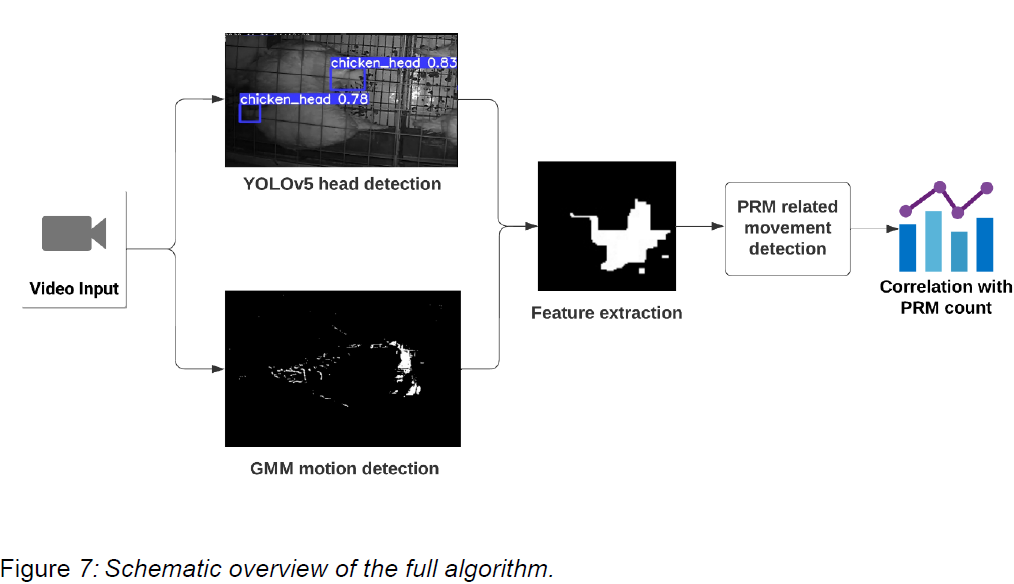 chicken_head 0.83
chicken_head 0.78
YOLOv5 head detection
Video Input
GMM motion detection
Feature extraction
PRM related
movement
detection
Correlation with
PRM count
Figure 7: Schematic overview of the full algorithm.